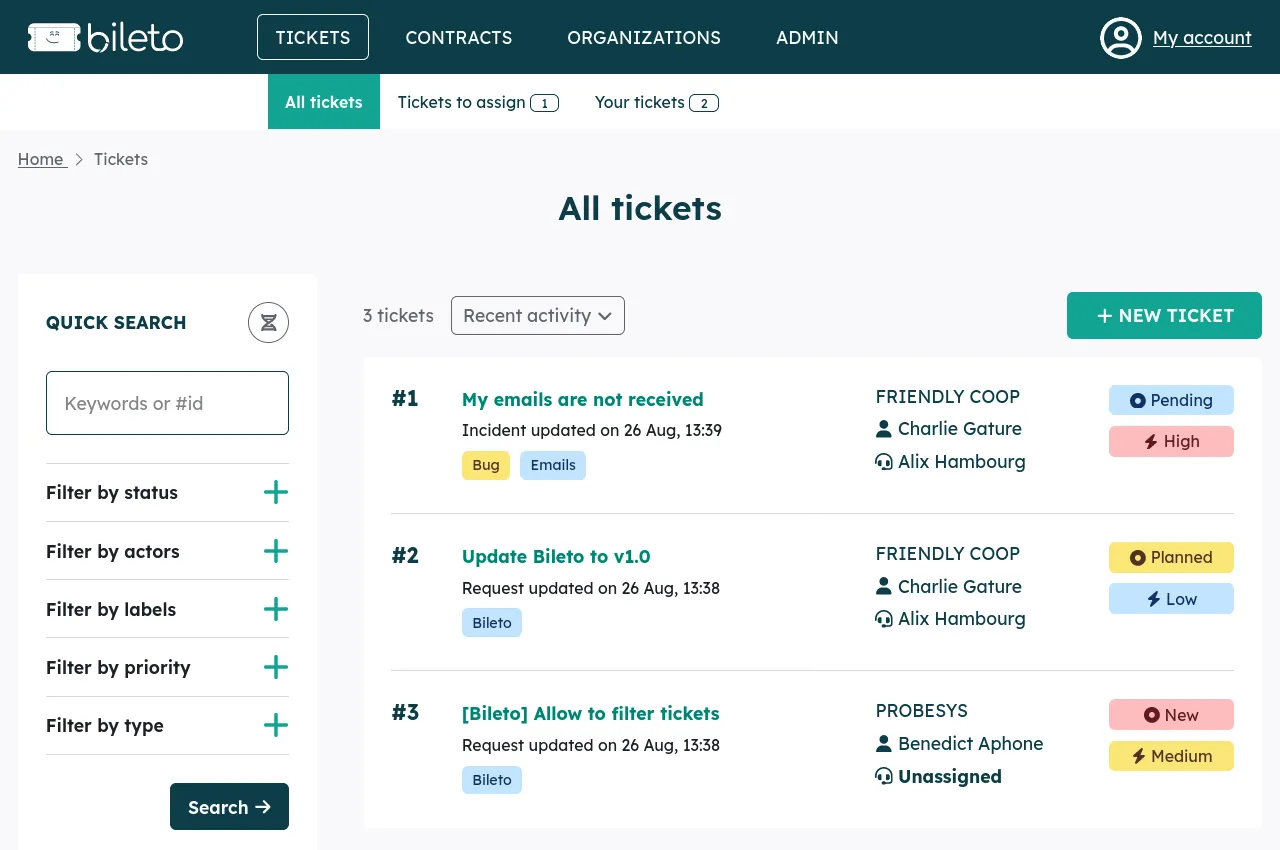 bileto TICKETS CONTRACTS ORGANIZATIONS ADMIN My account
All tickets Tickets to assign 1 Your tickets 2
Home Tickets
All tickets
QUICK SEARCH
Keywords or #id
Filter by status
Filter by actors
Filter by labels
Filter by priority
Filter by type
Search
3 tickets Recent activity NEW TICKET
#1 My emails are not received FRIENDLY COOP Pending
Incident updated on 26 Aug, 13:39 Charlie Gature High
Bug Emails Alix Hambourg
#2 Update Bileto to v1.0 FRIENDLY COOP Planned
Request updated on 26 Aug, 13:38 Charlie Gature Low
Bileto Alix Hambourg
#3 [Bileto] Allow to filter tickets PROBESYS New
Request updated on 26 Aug, 13:38 Benedict Aphone Medium
Bileto Unassigned